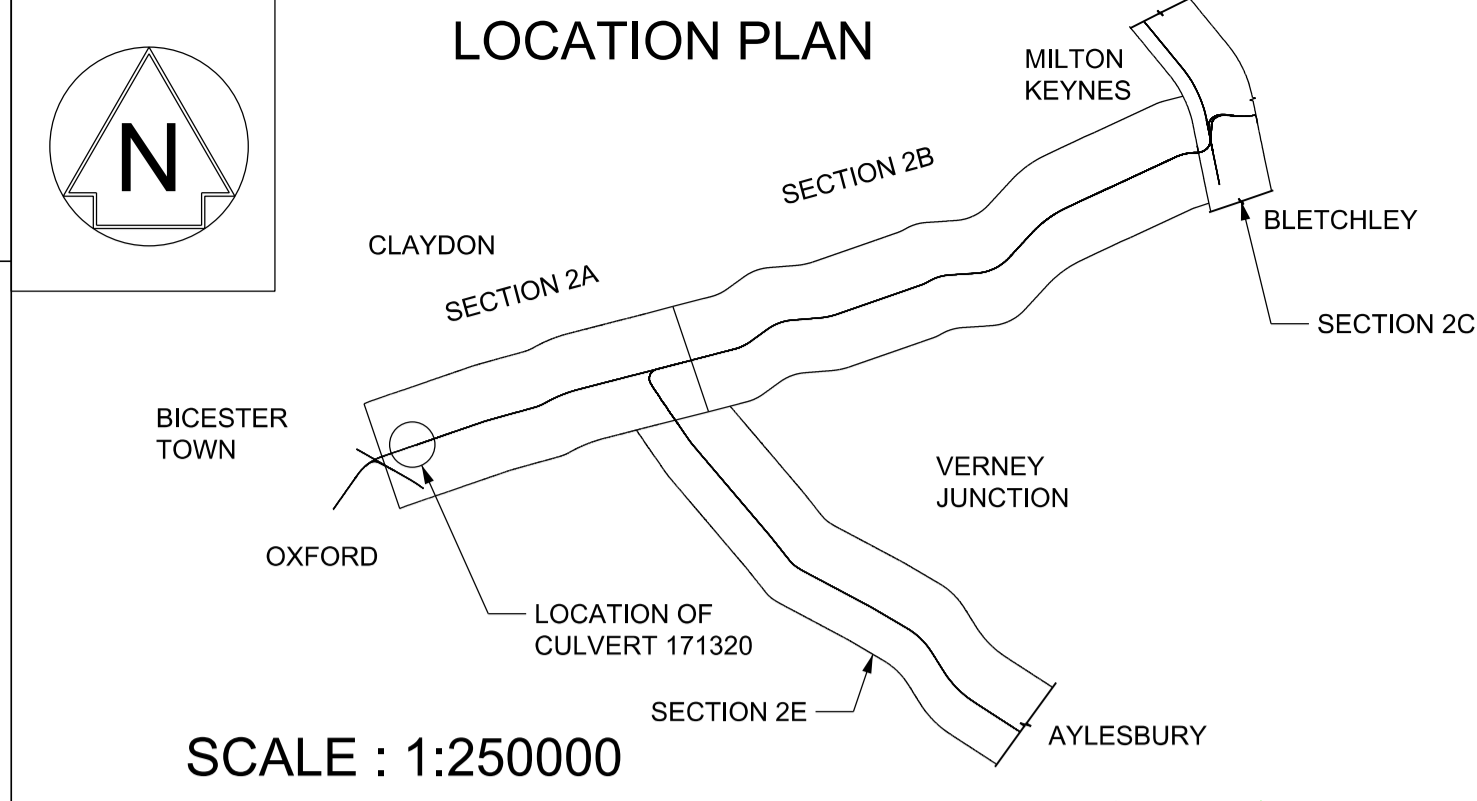 LOCATION PLAN
N
MILTON
KEYNES
SECTION 2B
CLAYDON
SECTION 2A
BLETCHLEY
SECTION 2C
BICESTER
TOWN
VERNEY
JUNCTION
OXFORD
LOCATION OF
CULVERT 171320
SECTION 2E
AYLESBURY
SCALE : 1:250000